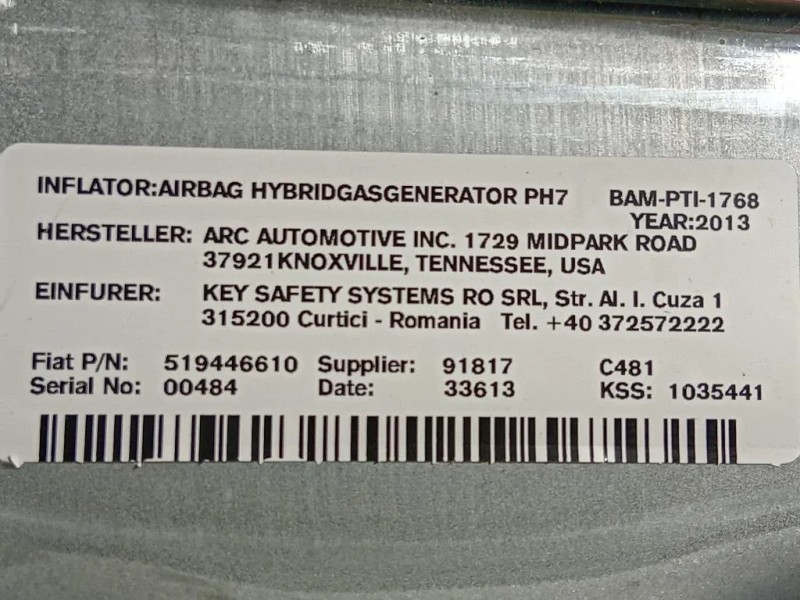 INFLATOR:AIRBAG HYBRIDGASGENERATOR PH7 BAM-PTI-1768
YEAR:2013
HERSTELLER: ARC AUTOMOTIVE INC. 1729 MIDPARK ROAD
37921KNOXVILLE, TENNESSEE, USA
EINFURER: KEY SAFETY SYSTEMS RO SRL, Str. Al. I. Cuza 1
315200 Curtici - Romania Tel. +40 372572222
Fiat P/N: 519446610 Supplier: 91817 C481
Serial No: 00484 Date: 33613 KSS: 1035441